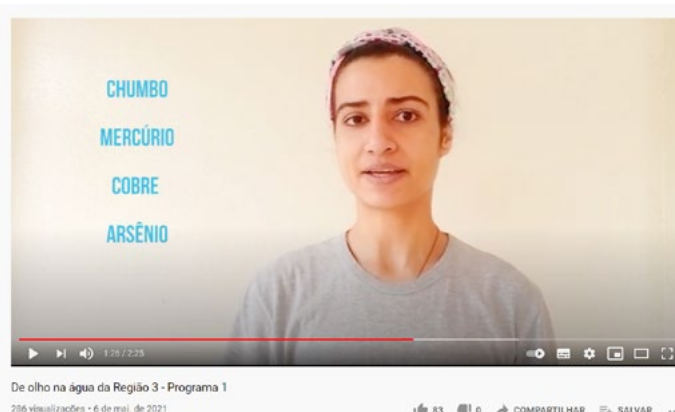 CHUMBO
MERCÚRIO
COBRE
ARSÊNIO
1:26 / 2:25
De olho na água da Região 3 - Programa 1
286 visualizações • 6 de mai. de 2021
83 0 COMPARTILHAR SALVAR